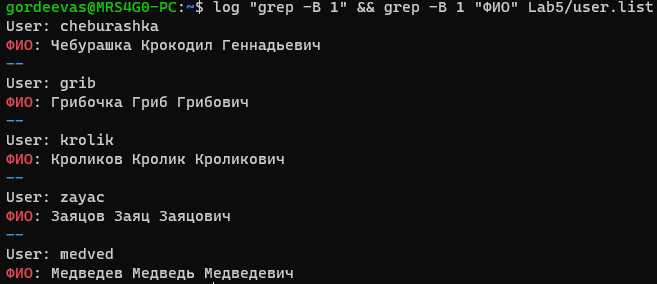 gordeevas@MRS4G0-PC:~$ log "grep -B 1" && grep -B 1 "ФИО" Lab5/user.list
User: cheburashka
ФИО: Чебурашка Крокодил Геннадьевич
--
User: grib
ФИО: Грибочка Гриб Грибович
--
User: krolik
ФИО: Кроликов Кролик Кроликович
--
User: zayac
ФИО: Заяцов Заяц Заяцович
--
User: medved
ФИО: Медведев Медведь Медведевич